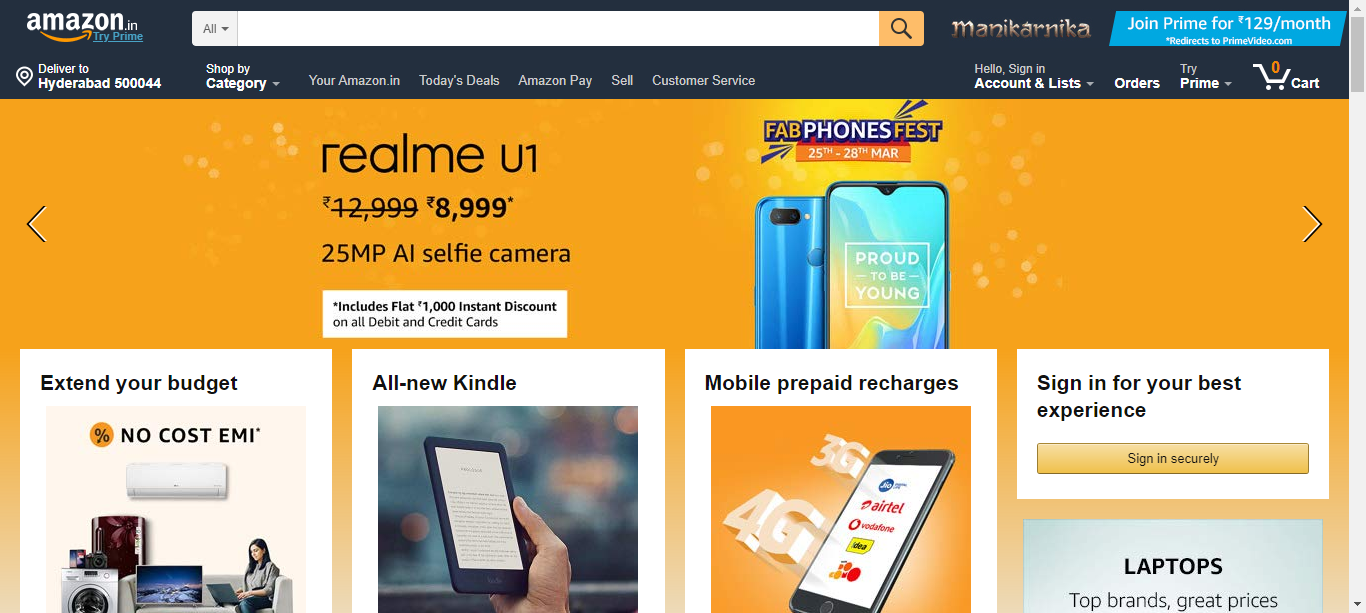 amazon.in
Try Prime
All
Manikarnika
Join Prime for ₹129/month
*Redirects to PrimeVideo.com
Deliver to
Hyderabad 500044
Shop by
Category
Your Amazon.in
Today's Deals
Amazon Pay
Sell
Customer Service
Hello, Sign in
Account & Lists
Orders
Try
Prime
0
Cart
realme U1
₹12,999 ₹8,999*
25MP AI selfie camera
*Includes Flat ₹1,000 Instant Discount
on all Debit and Credit Cards
FABPHONESFEST
25TH - 28TH MAR
PROUD
TO BE
YOUNG
Extend your budget
% NO COST EMI*
All-new Kindle
kindle
Mobile prepaid recharges
3G
4G
Jio
airtel
vodafone
idea
Sign in for your best
experience
Sign in securely
LAPTOPS
Top brands, great prices